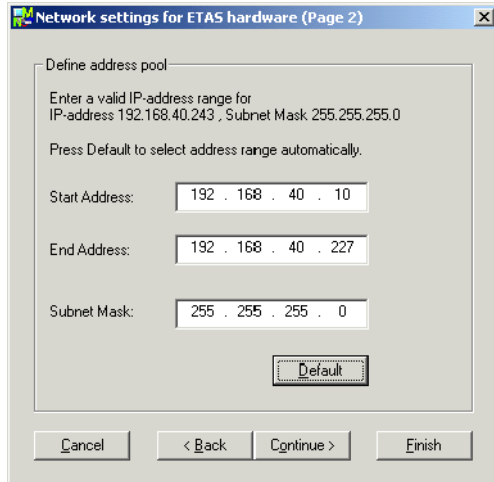 Network settings for ETAS hardware (Page 2)
Define address pool
Enter a valid IP-address range for
IP-address 192.168.40.243 , Subnet Mask 255.255.255.0
Press Default to select address range automatically.
Start Address: 192 . 168 . 40 . 10
End Address: 192 . 168 . 40 . 227
Subnet Mask: 255 . 255 . 255 . 0
Default
Cancel < Back Continue > Finish